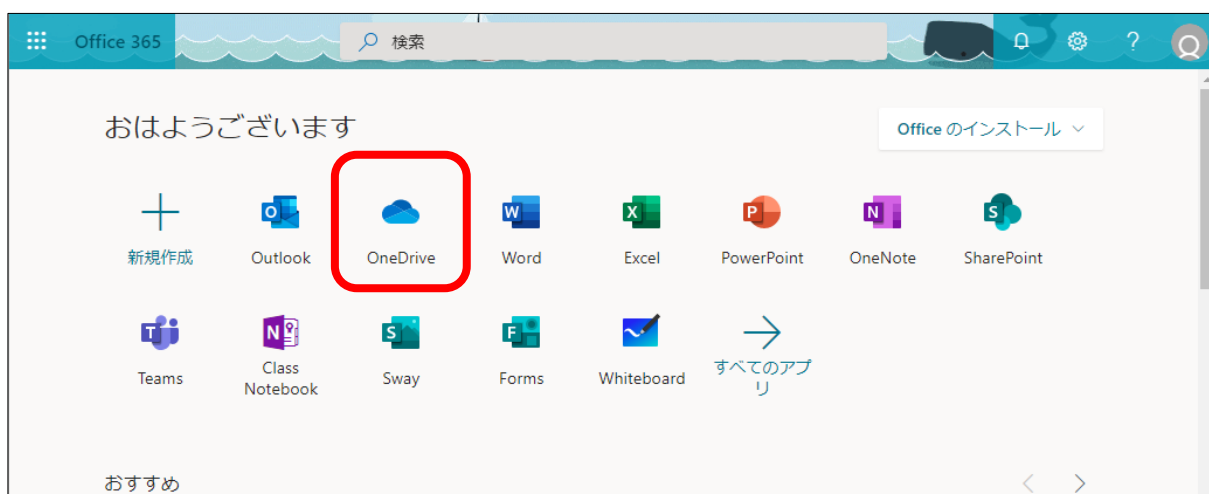 Office 365
検索
?
おはようございます
Office のインストール
新規作成
Outlook
OneDrive
Word
Excel
PowerPoint
OneNote
SharePoint
Teams
Class
Notebook
Sway
Forms
Whiteboard
すべてのアプ
リ
おすすめ